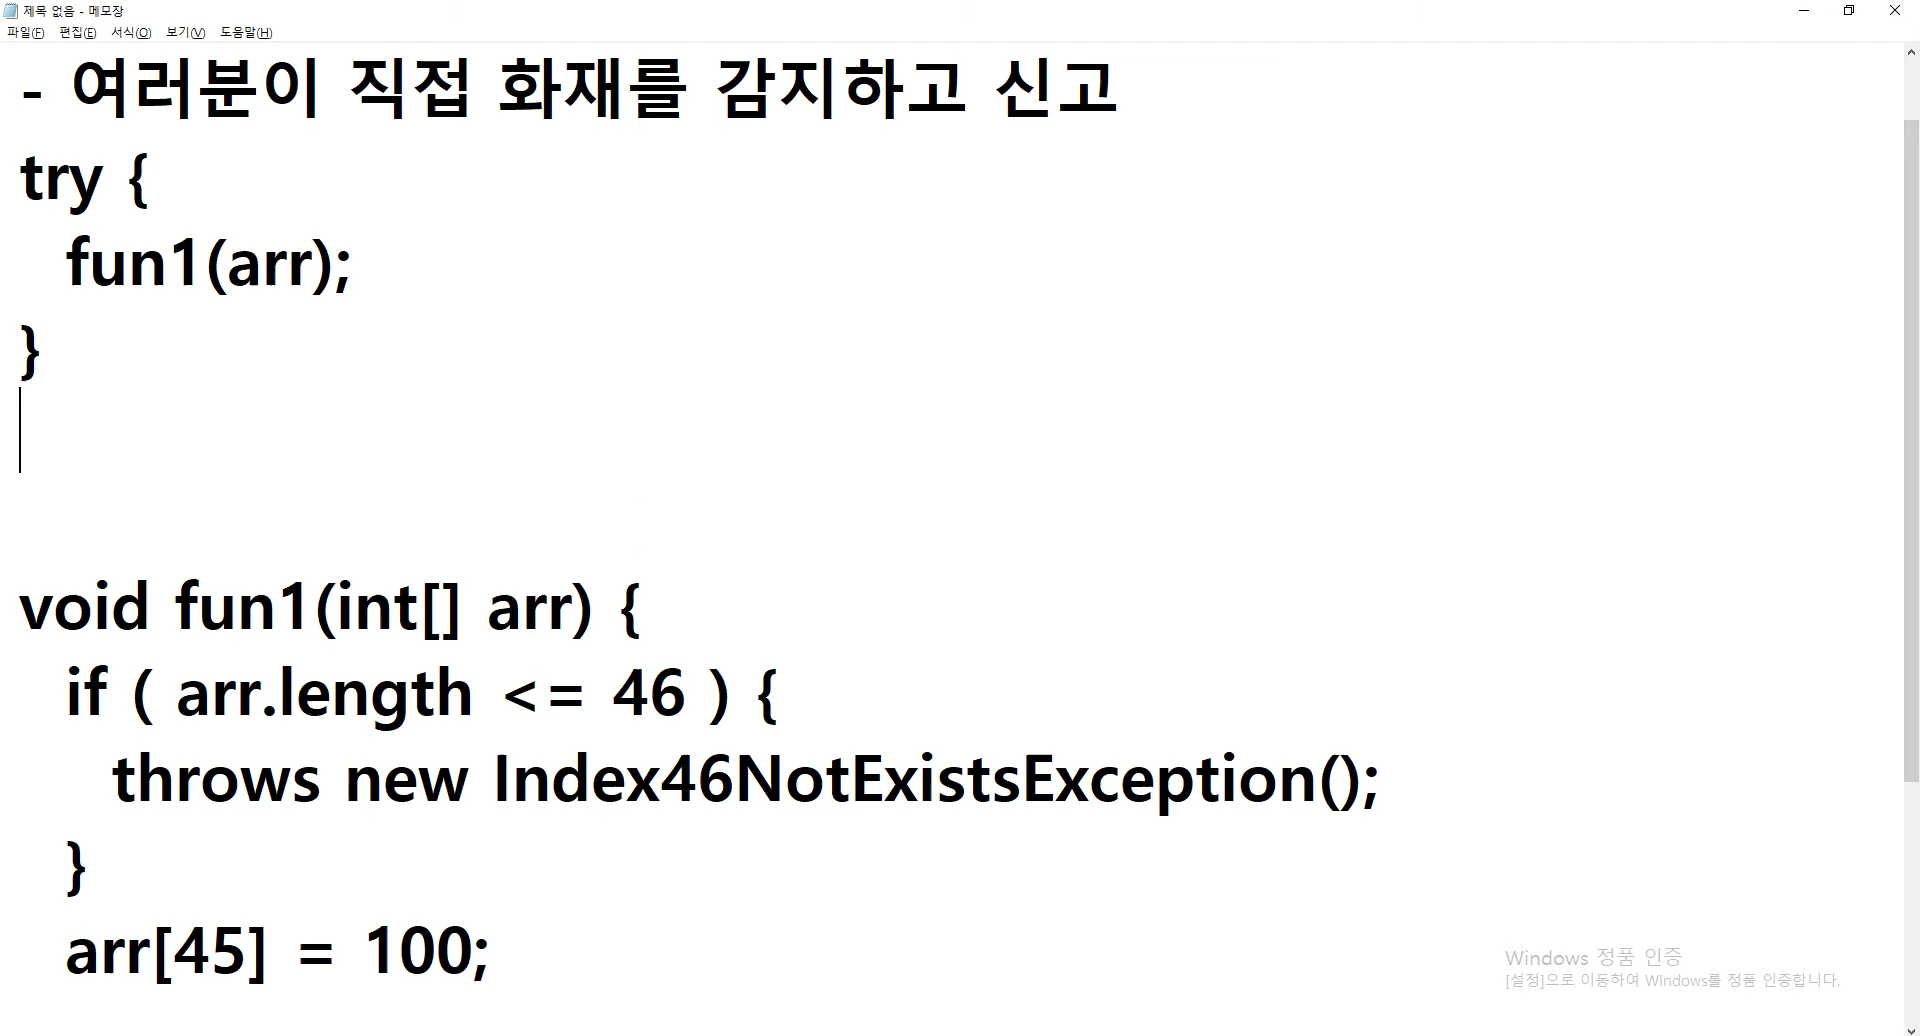 제목 없음 - 메모장
파일(F) 편집(E) 서식(O) 보기(V) 도움말(H)
- 여러분이 직접 화재를 감지하고 신고
try {
fun1(arr);
}
void fun1(int[] arr) {
if ( arr.length <= 46 ) {
throws new Index46NotExistsException();
}
arr[45] = 100;
Windows 정품 인증
[설정]으로 이동하여 Windows를 정품 인증합니다.